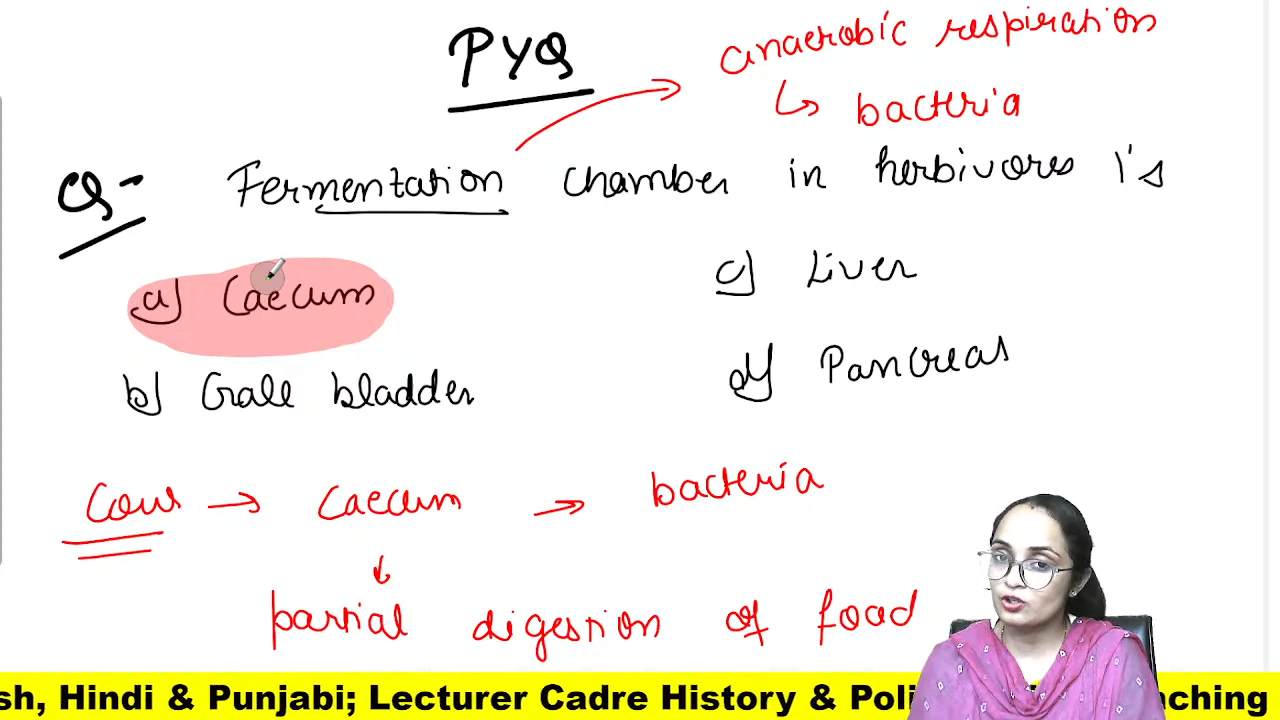 PYQ
anaerobic respiration
↳ bacteria
Q- Fermentation chamber in herbivores is
a) Caecum
c) Liver
b) Gall bladder
d) Pancreas
Cow → Caecum → bacteria
↓
partial digestion of food
sh, Hindi & Punjabi; Lecturer Cadre History & Poli
ching